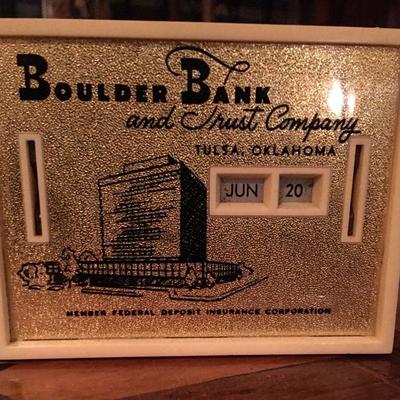 BOULDER BANK
and Trust Company
TULSA, OKLAHOMA
JUN 20
MEMBER FEDERAL DEPOSIT INSURANCE CORPORATION